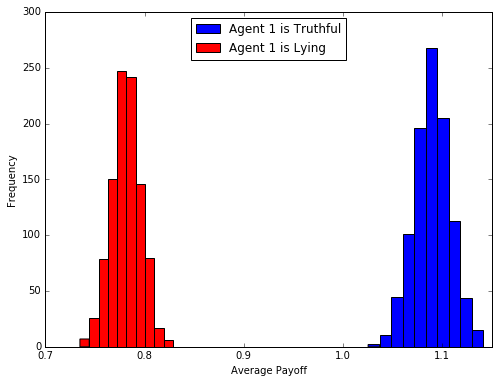 Agent 1 is Truthful
Agent 1 is Lying
300
250
200
150
100
50
0
Frequency
0.7 0.8 0.9 1.0 1.1
Average Payoff